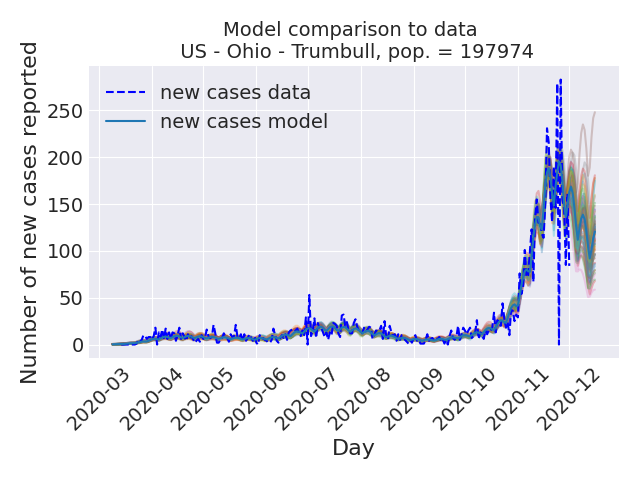 Model comparison to data
US - Ohio - Trumbull, pop. = 197974
Number of new cases reported
250
200
150
100
50
0
new cases data
new cases model
2020-03
2020-04
2020-05
2020-06
2020-07
2020-08
2020-09
2020-10
2020-11
2020-12
Day